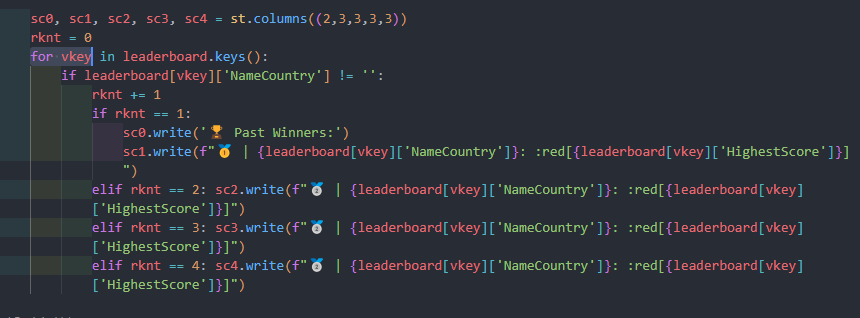 sc0, sc1, sc2, sc3, sc4 = st.columns((2,3,3,3,3))
rknt = 0
for vkey in leaderboard.keys():
if leaderboard[vkey]['NameCountry'] != '':
rknt += 1
if rknt == 1:
sc0.write('🏆 Past Winners:')
sc1.write(f"🥇 | {leaderboard[vkey]['NameCountry']}: :red[{leaderboard[vkey]['HighestScore']}]
")
elif rknt == 2: sc2.write(f"🥈 | {leaderboard[vkey]['NameCountry']}: :red[{leaderboard[vkey]
['HighestScore']}]")
elif rknt == 3: sc3.write(f"🥈 | {leaderboard[vkey]['NameCountry']}: :red[{leaderboard[vkey]
['HighestScore']}]")
elif rknt == 4: sc4.write(f"🥈 | {leaderboard[vkey]['NameCountry']}: :red[{leaderboard[vkey]
['HighestScore']}]")